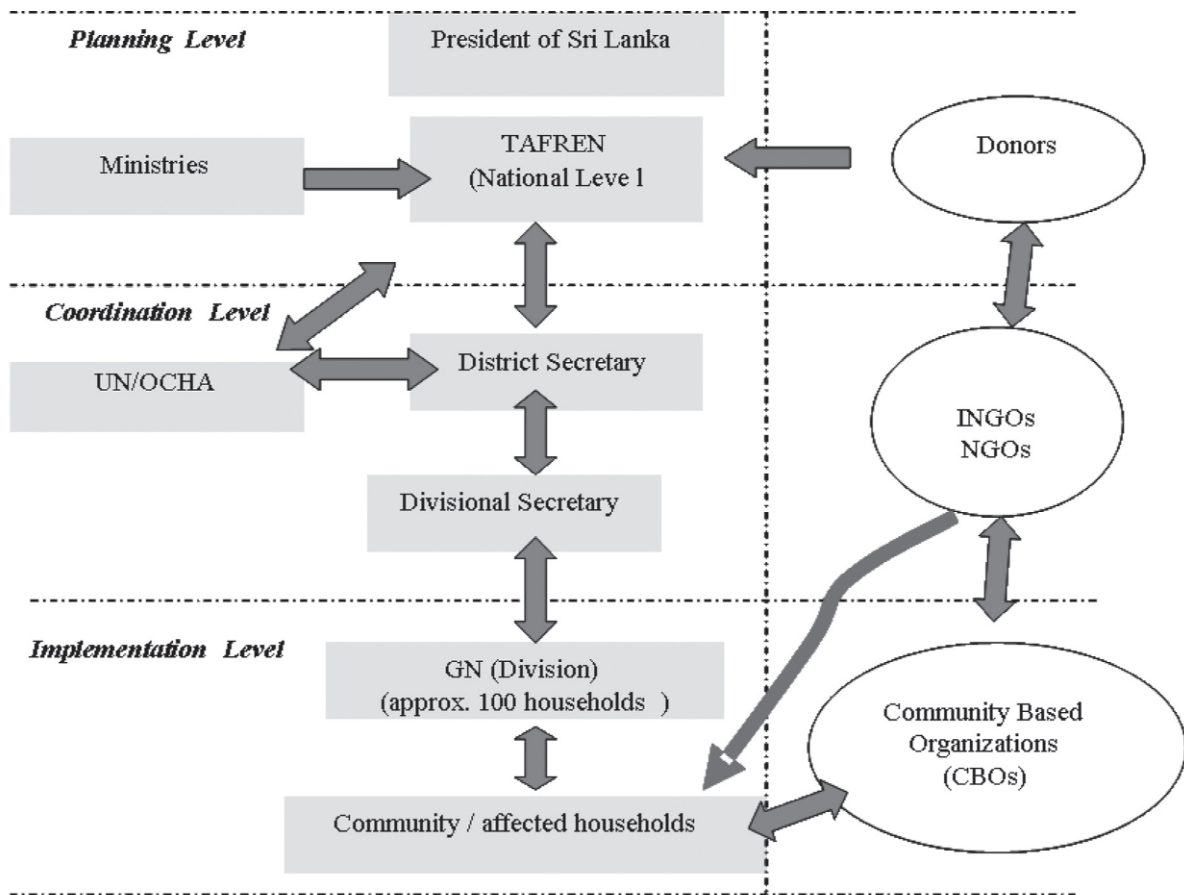 Planning Level
President of Sri Lanka
Ministries
TAFREN
(National Leve l
Donors
Coordination Level
UN/OCHA
District Secretary
INGOs
NGOs
Divisional Secretary
Implementation Level
GN (Division)
(approx. 100 households )
Community Based
Organizations
(CBOs)
Community / affected households